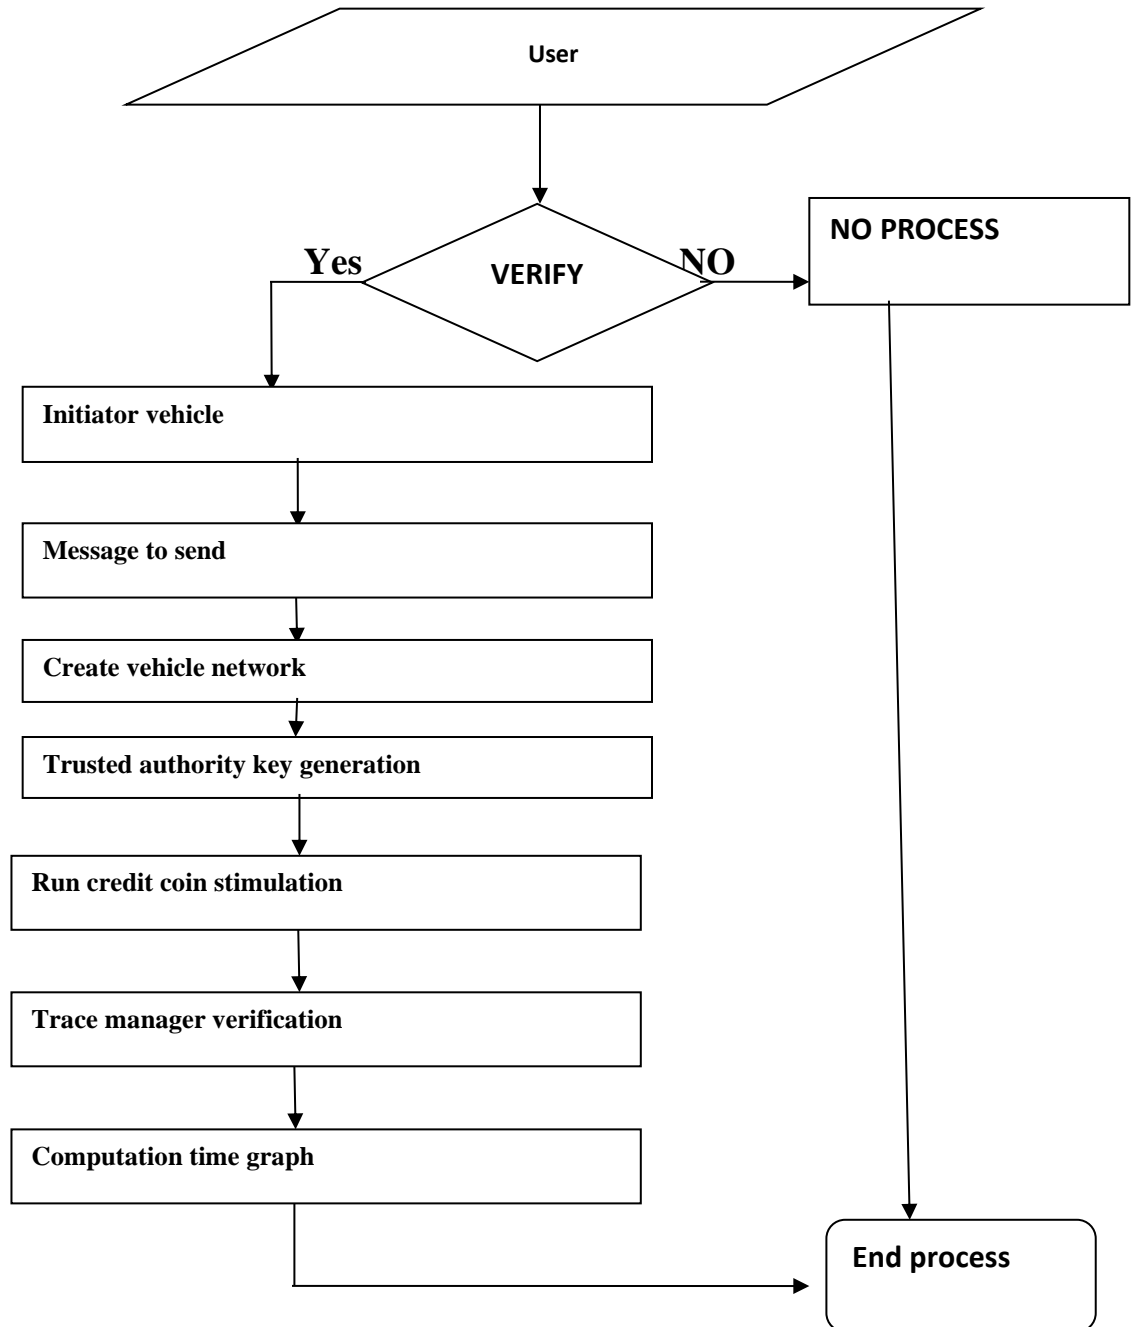 User
VERIFY
Yes
NO
NO PROCESS
Initiator vehicle
Message to send
Create vehicle network
Trusted authority key generation
Run credit coin stimulation
Trace manager verification
Computation time graph
End process